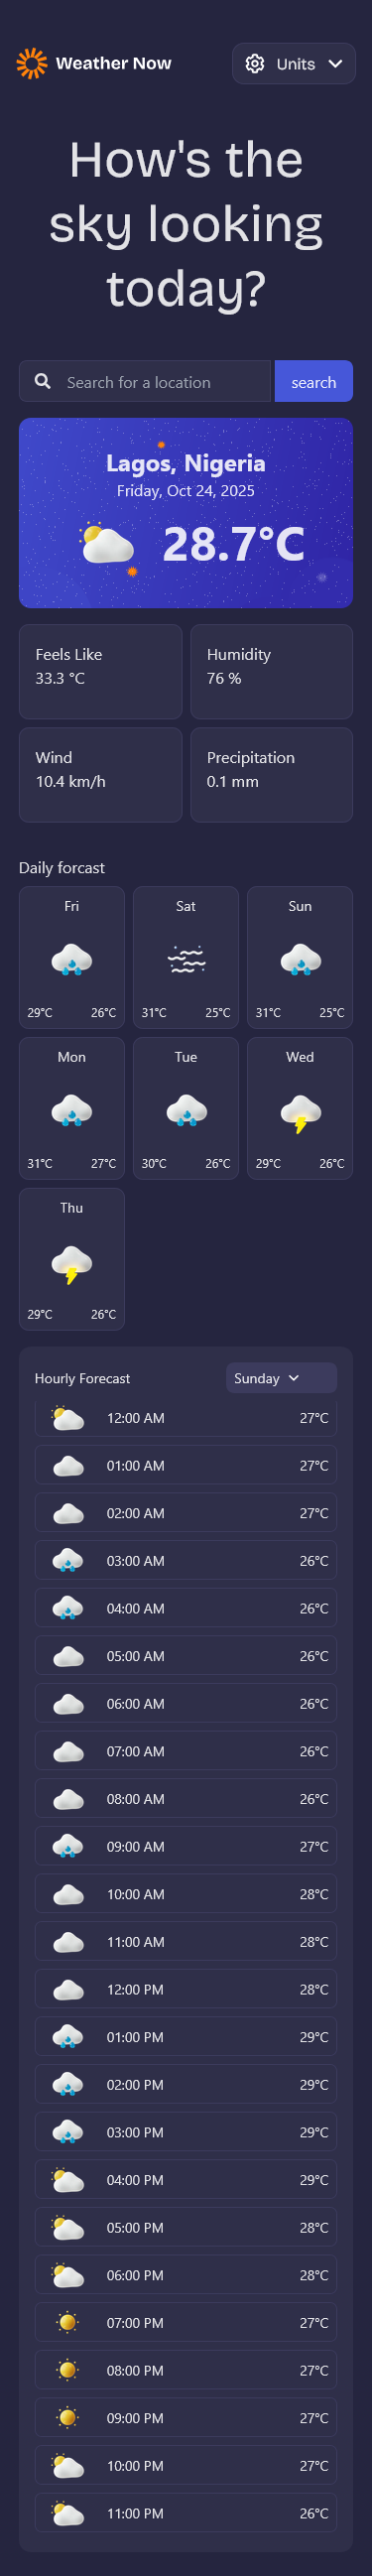 Weather Now
Units
How's the
sky looking
today?
Search for a location
search
Lagos, Nigeria
Friday, Oct 24, 2025
28.7°C
Feels Like
33.3 °C
Humidity
76 %
Wind
10.4 km/h
Precipitation
0.1 mm
Daily forcast
Fri
29°C 26°C
Sat
31°C 25°C
Sun
31°C 25°C
Mon
31°C 27°C
Tue
30°C 26°C
Wed
29°C 26°C
Thu
29°C 26°C
Hourly Forecast
Sunday
12:00 AM 27°C
01:00 AM 27°C
02:00 AM 27°C
03:00 AM 26°C
04:00 AM 26°C
05:00 AM 26°C
06:00 AM 26°C
07:00 AM 26°C
08:00 AM 26°C
09:00 AM 27°C
10:00 AM 28°C
11:00 AM 28°C
12:00 PM 28°C
01:00 PM 29°C
02:00 PM 29°C
03:00 PM 29°C
04:00 PM 29°C
05:00 PM 28°C
06:00 PM 28°C
07:00 PM 27°C
08:00 PM 27°C
09:00 PM 27°C
10:00 PM 27°C
11:00 PM 26°C